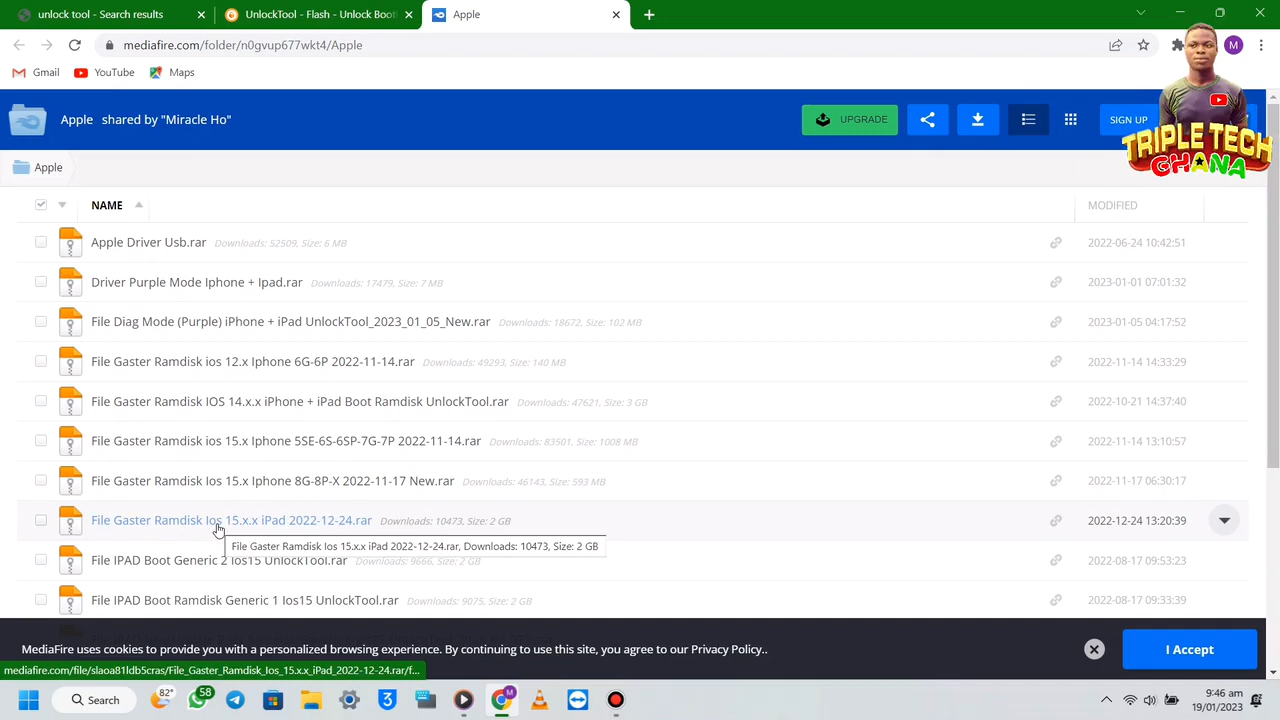 unlock tool - Search results
UnlockTool - Flash - Unlock Boot
Apple
mediafire.com/folder/n0gvup677wkt4/Apple
M
Gmail
YouTube
Maps
Apple shared by "Miracle Ho"
UPGRADE
SIGN UP
TRIPLE TECH
GHANA
Apple
NAME
MODIFIED
Apple Driver Usb.rar Downloads: 52509, Size: 6 MB 2022-06-24 10:42:51
Driver Purple Mode Iphone + Ipad.rar Downloads: 17479, Size: 7 MB 2023-01-01 07:01:32
File Diag Mode (Purple) iPhone + iPad UnlockTool_2023_01_05_New.rar Downloads: 18672, Size: 102 MB 2023-01-05 04:17:52
File Gaster Ramdisk ios 12.x Iphone 6G-6P 2022-11-14.rar Downloads: 49293, Size: 140 MB 2022-11-14 14:33:29
File Gaster Ramdisk IOS 14.x.x iPhone + iPad Boot Ramdisk UnlockTool.rar Downloads: 47621, Size: 3 GB 2022-10-21 14:37:40
File Gaster Ramdisk ios 15.x Iphone 5SE-6S-6SP-7G-7P 2022-11-14.rar Downloads: 83501, Size: 1008 MB 2022-11-14 13:10:57
File Gaster Ramdisk Ios 15.x Iphone 8G-8P-X 2022-11-17 New.rar Downloads: 46143, Size: 593 MB 2022-11-17 06:30:17
File Gaster Ramdisk Ios 15.x.x iPad 2022-12-24.rar Downloads: 10473, Size: 2 GB 2022-12-24 13:20:39
File Gaster Ramdisk Ios 15.x.x iPad 2022-12-24.rar, Downloads: 10473, Size: 2 GB
File IPAD Boot Generic 2 Ios15 UnlockTool.rar Downloads: 9666, Size: 2 GB 2022-08-17 09:53:23
File IPAD Boot Ramdisk Generic 1 Ios15 UnlockTool.rar Downloads: 9075, Size: 2 GB 2022-08-17 09:33:39
MediaFire uses cookies to provide you with a personalized browsing experience. By continuing to use this site, you agree to our Privacy Policy..
I Accept
mediafire.com/file/slaoa81ldb5cras/File_Gaster_Ramdisk_Ios_15.x.x_iPad_2022-12-24.rar/f...
82°
Search
58
M
9:46 am
19/01/2023